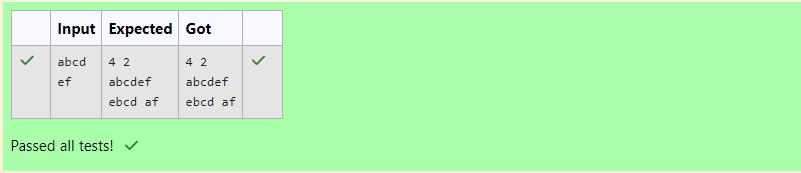 Input Expected Got
abcd 4 2 4 2
ef abcdef abcdef
ebcd af ebcd af
Passed all tests!